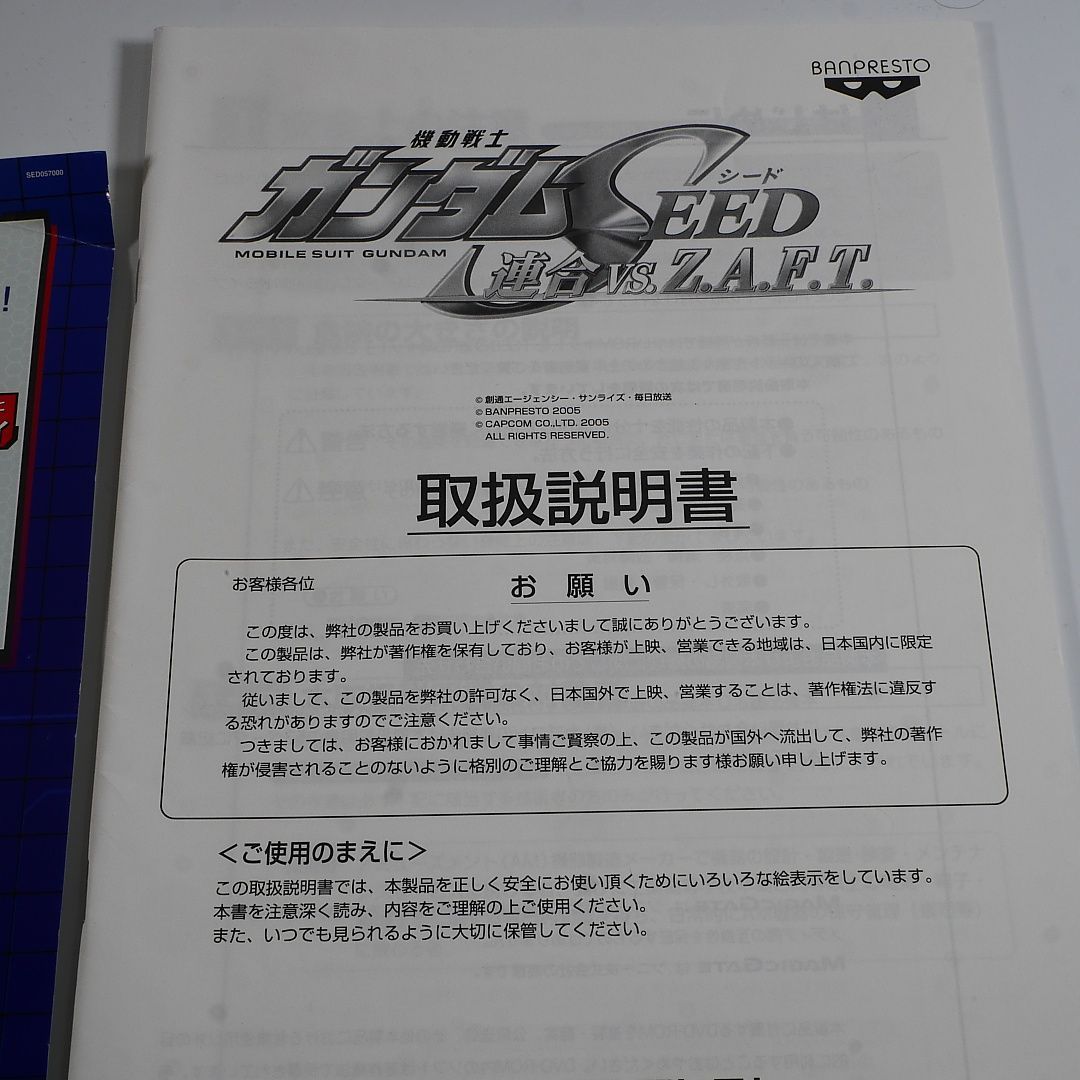 BANPRESTO
SED057000
機動戦士
ガンダムSEED
シード
MOBILE SUIT GUNDAM
連合VS.Z.A.F.T.
!
©創通エージェンシー・サンライズ・毎日放送
©BANPRESTO 2005
©CAPCOM CO.,LTD. 2005
ALL RIGHTS RESERVED.
取扱説明書
お客様各位
お願い
この度は、弊社の製品をお買い上げくださいまして誠にありがとうございます。
この製品は、弊社が著作権を保有しており、お客様が上映、営業できる地域は、日本国内に限定
されております。
従いまして、この製品を弊社の許可なく、日本国外で上映、営業することは、著作権法に違反す
る恐れがありますのでご注意ください。
つきましては、お客様におかれまして事情ご賢察の上、この製品が国外へ流出して、弊社の著作
権が侵害されることのないように格別のご理解とご協力を賜ります様お願い申し上げます。
＜ご使用のまえに＞
この取扱説明書では、本製品を正しく安全にお使い頂くためにいろいろな絵表示をしています。
本書を注意深く読み、内容をご理解の上ご使用ください。
また、いつでも見られるように大切に保管してください。